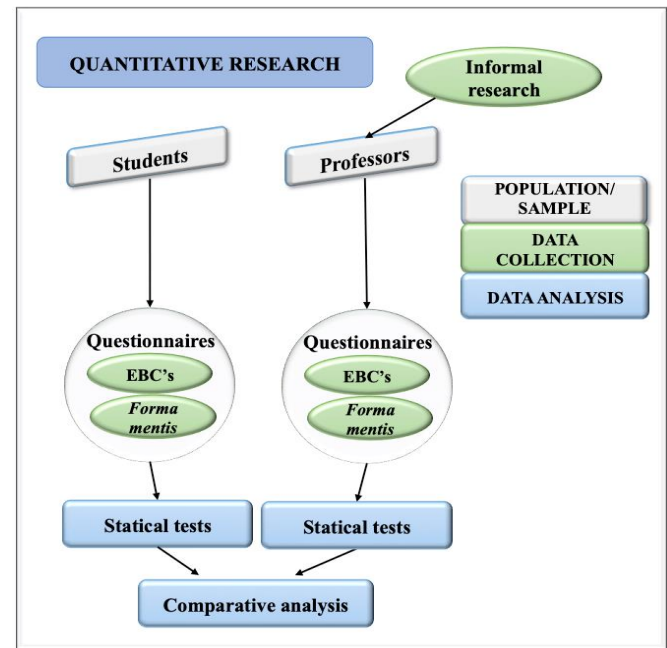 QUANTITATIVE RESEARCH
Informal
research
Students
Professors
POPULATION/
SAMPLE
DATA
COLLECTION
DATA ANALYSIS
Questionnaires
EBC's
Forma
mentis
Questionnaires
EBC's
Forma
mentis
Statical tests
Statical tests
Comparative analysis